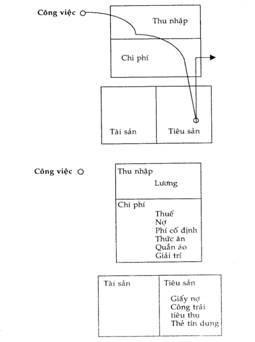 Công việc
Thu nhập
Chi phí
Tài sản
Tiêu sản
Công việc
Thu nhập
Lương
Chi phí
Thuế
Nợ
Phí cố định
Thức ăn
Quần áo
Giải trí
Tài sản
Tiêu sản
Giấy nợ
Công trái
tiêu thụ
Thẻ tín dung